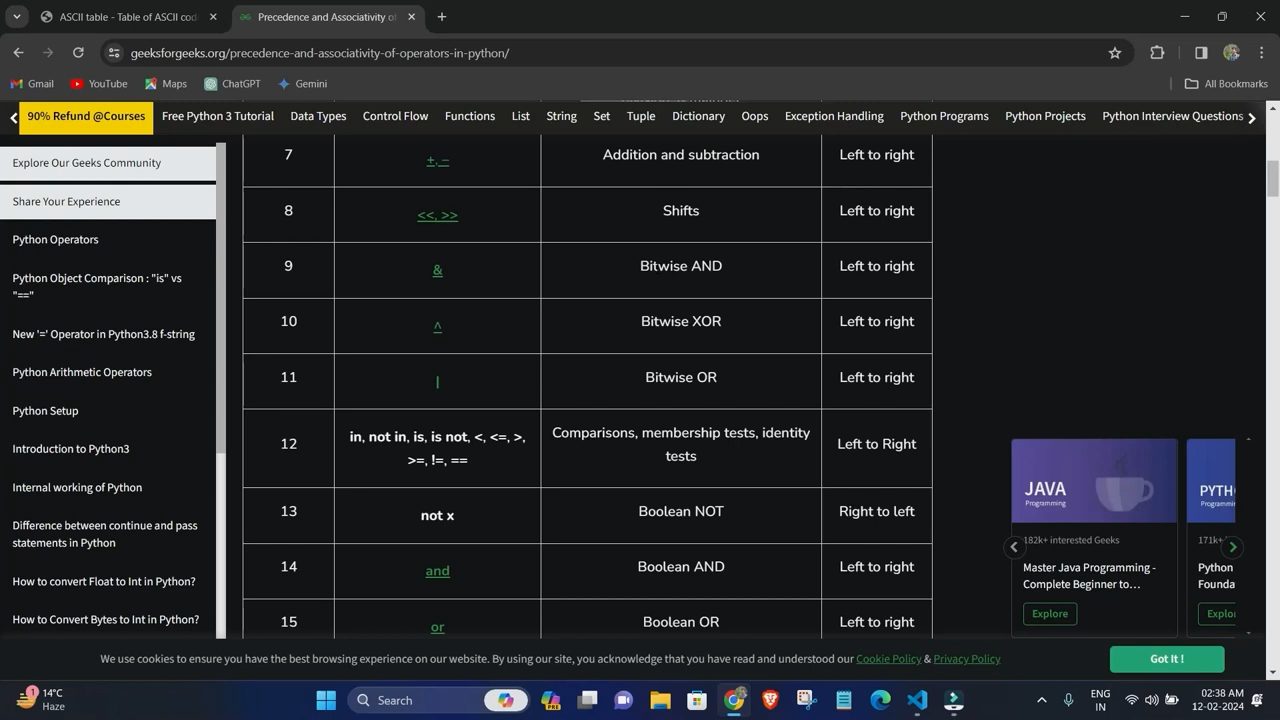 ASCII table - Table of ASCII cod
Precedence and Associativity of
geeksforgeeks.org/precedence-and-associativity-of-operators-in-python/
Gmail
YouTube
Maps
ChatGPT
Gemini
All Bookmarks
90% Refund @Courses
Free Python 3 Tutorial
Data Types
Control Flow
Functions
List
String
Set
Tuple
Dictionary
Oops
Exception Handling
Python Programs
Python Projects
Python Interview Questions
Explore Our Geeks Community
Share Your Experience
Python Operators
Python Object Comparison : "is" vs
"=="
New '=' Operator in Python3.8 f-string
Python Arithmetic Operators
Python Setup
Introduction to Python3
Internal working of Python
Difference between continue and pass
statements in Python
How to convert Float to Int in Python?
How to Convert Bytes to Int in Python?
7 +, – Addition and subtraction Left to right
8 <<, >> Shifts Left to right
9 & Bitwise AND Left to right
10 ^ Bitwise XOR Left to right
11 | Bitwise OR Left to right
12 in, not in, is, is not, <, <=, >, Comparisons, membership tests, identity Left to Right
>=, !=, == tests
13 not x Boolean NOT Right to left
14 and Boolean AND Left to right
15 or Boolean OR Left to right
JAVA
Programming
182k+ interested Geeks
Master Java Programming -
Complete Beginner to…
Explore
PYTH
Programm
171k+
Python
Founda
Explo
We use cookies to ensure you have the best browsing experience on our website. By using our site, you acknowledge that you have read and understood our Cookie Policy & Privacy Policy
Got It !
1
14°C
Haze
Search
PRE
ENG
IN
02:38 AM
12-02-2024